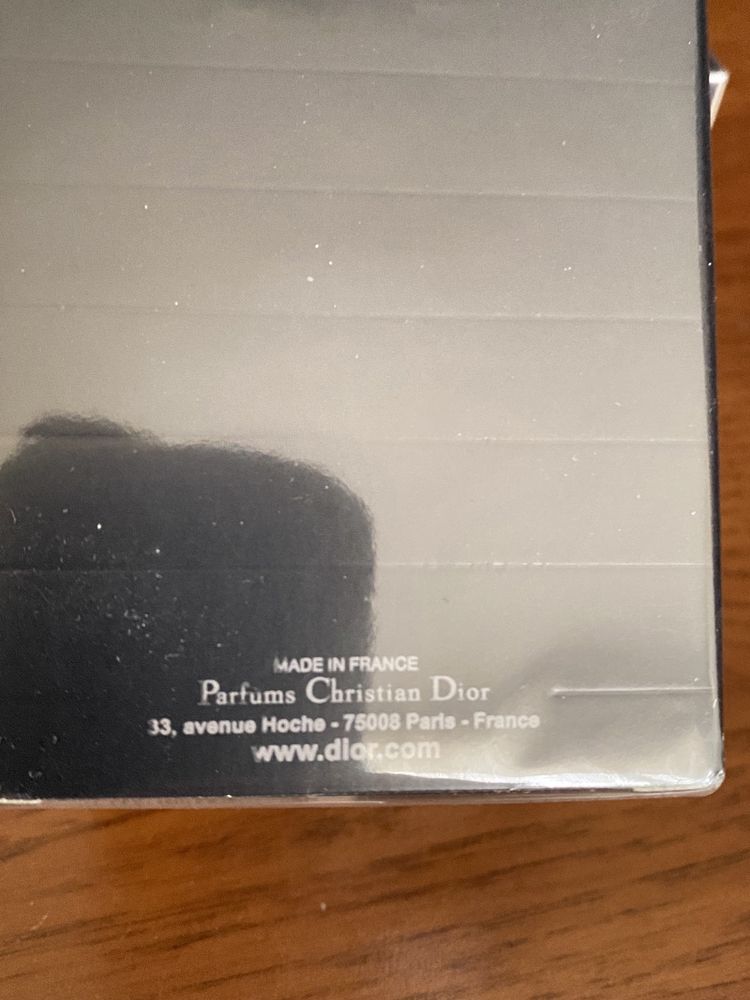 MADE IN FRANCE
Parfums Christian Dior
33, avenue Hoche - 75008 Paris - France
www.dior.com